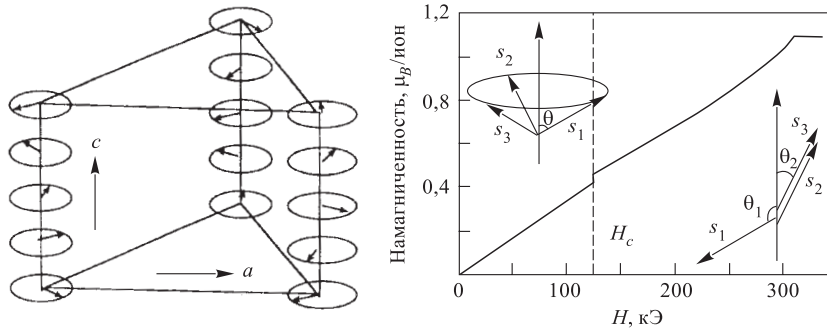 c
a
Намагниченность, μB/ион
1,2
0,8
0,4
0
100
200
300
H, кЭ
Hc
s2
s3
s1
θ
s3
θ2
s2
θ1
s1